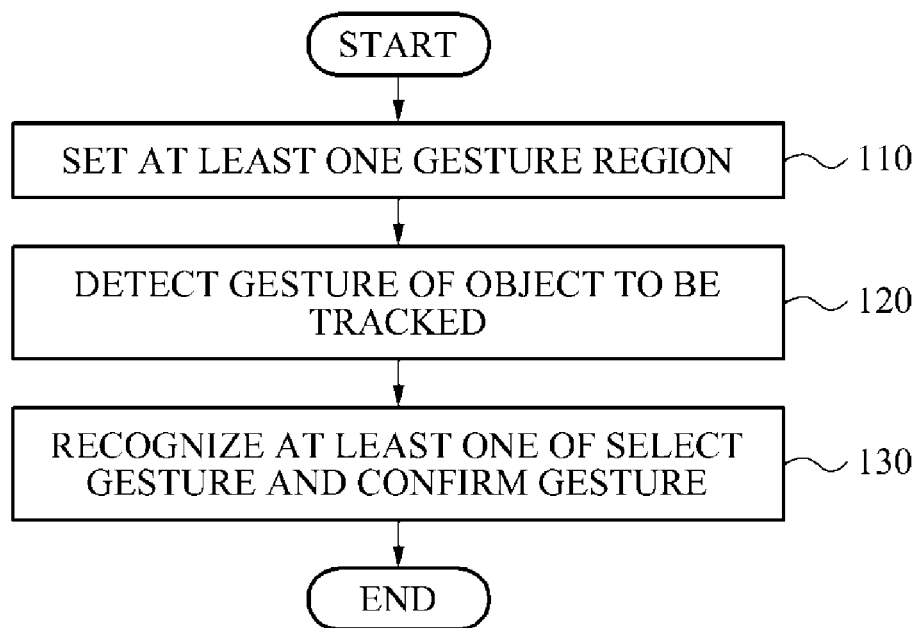 START
SET AT LEAST ONE GESTURE REGION
110
DETECT GESTURE OF OBJECT TO BE
TRACKED
120
RECOGNIZE AT LEAST ONE OF SELECT
GESTURE AND CONFIRM GESTURE
130
END